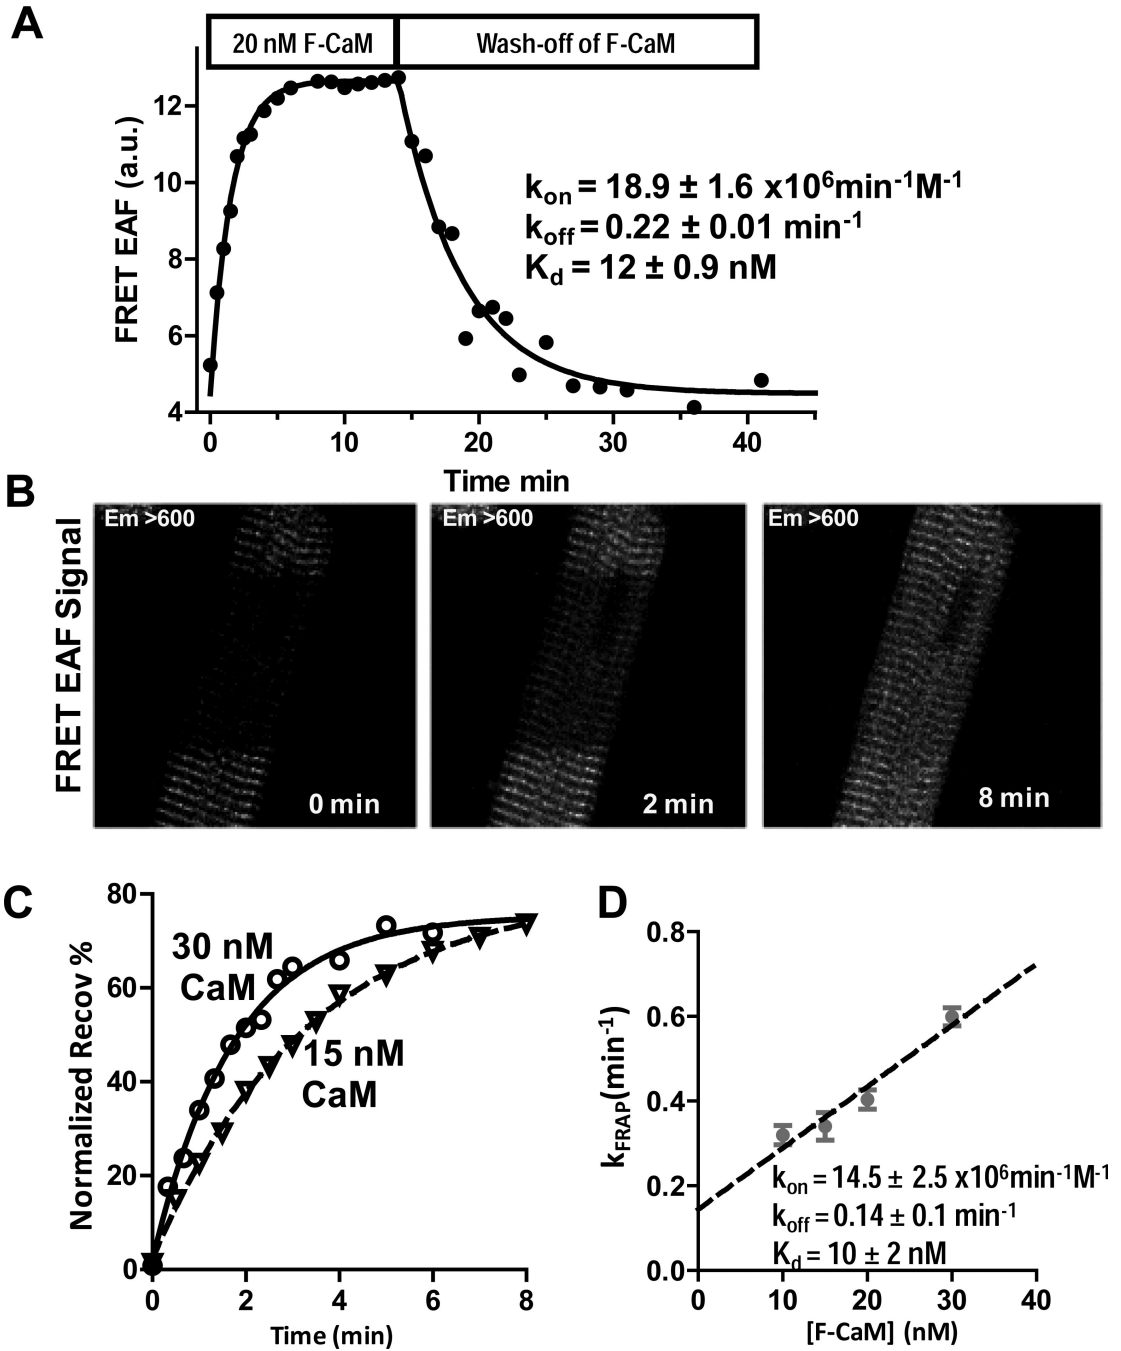 A
20 nM F-CaM
Wash-off of F-CaM
FRET EAF (a.u.)
12
10
8
6
4
kon = 18.9 ± 1.6 x10⁶min⁻¹M⁻¹
koff = 0.22 ± 0.01 min⁻¹
Kd = 12 ± 0.9 nM
0 10 20 30 40
Time min
B
FRET EAF Signal
Em >600
Em >600
Em >600
0 min
2 min
8 min
C
Normalized Recov %
80
60
40
20
0
30 nM
CaM
15 nM
CaM
0 2 4 6 8
Time (min)
D
kFRAP(min⁻¹)
0.8
0.6
0.4
0.2
0.0
kon = 14.5 ± 2.5 x10⁶min⁻¹M⁻¹
koff = 0.14 ± 0.1 min⁻¹
Kd = 10 ± 2 nM
0 10 20 30 40
[F-CaM] (nM)